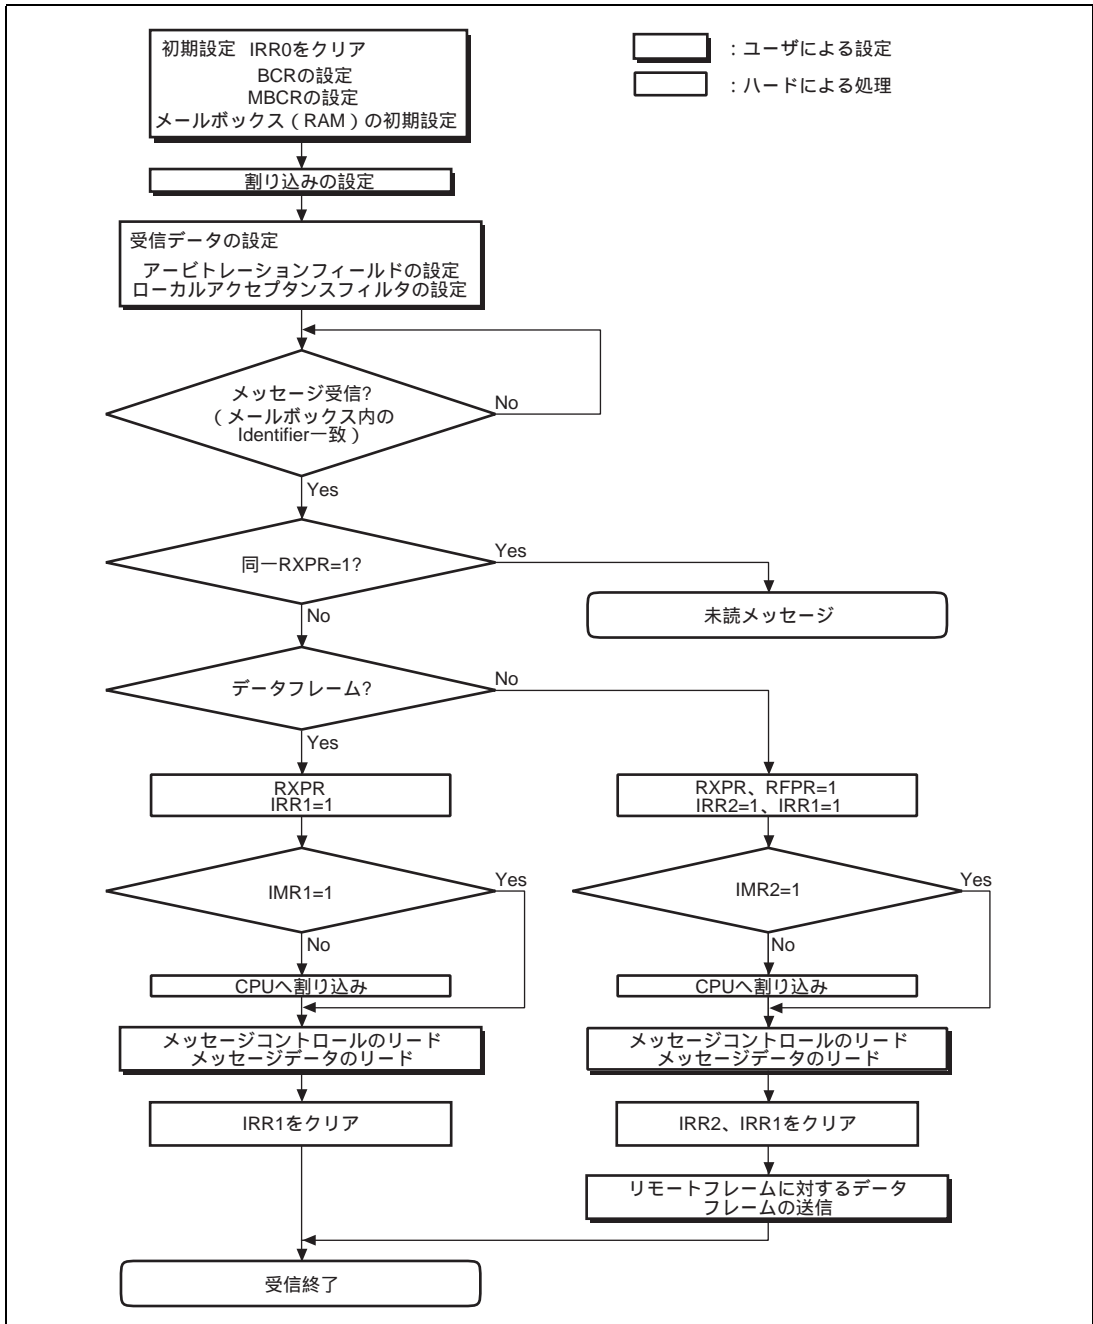 初期設定 IRR0をクリア
BCRの設定
MBCRの設定
メールボックス（RAM）の初期設定
：ユーザによる設定
：ハードによる処理
割り込みの設定
受信データの設定
アービトレーションフィールドの設定
ローカルアクセプタンスフィルタの設定
メッセージ受信?
（メールボックス内の
Identifier一致）
No
Yes
同一RXPR=1?
Yes
No
未読メッセージ
データフレーム?
No
Yes
RXPR
IRR1=1
RXPR、RFPR=1
IRR2=1、IRR1=1
IMR1=1
Yes
No
IMR2=1
Yes
No
CPUへ割り込み
CPUへ割り込み
メッセージコントロールのリード
メッセージデータのリード
メッセージコントロールのリード
メッセージデータのリード
IRR1をクリア
IRR2、IRR1をクリア
リモートフレームに対するデータ
フレームの送信
受信終了